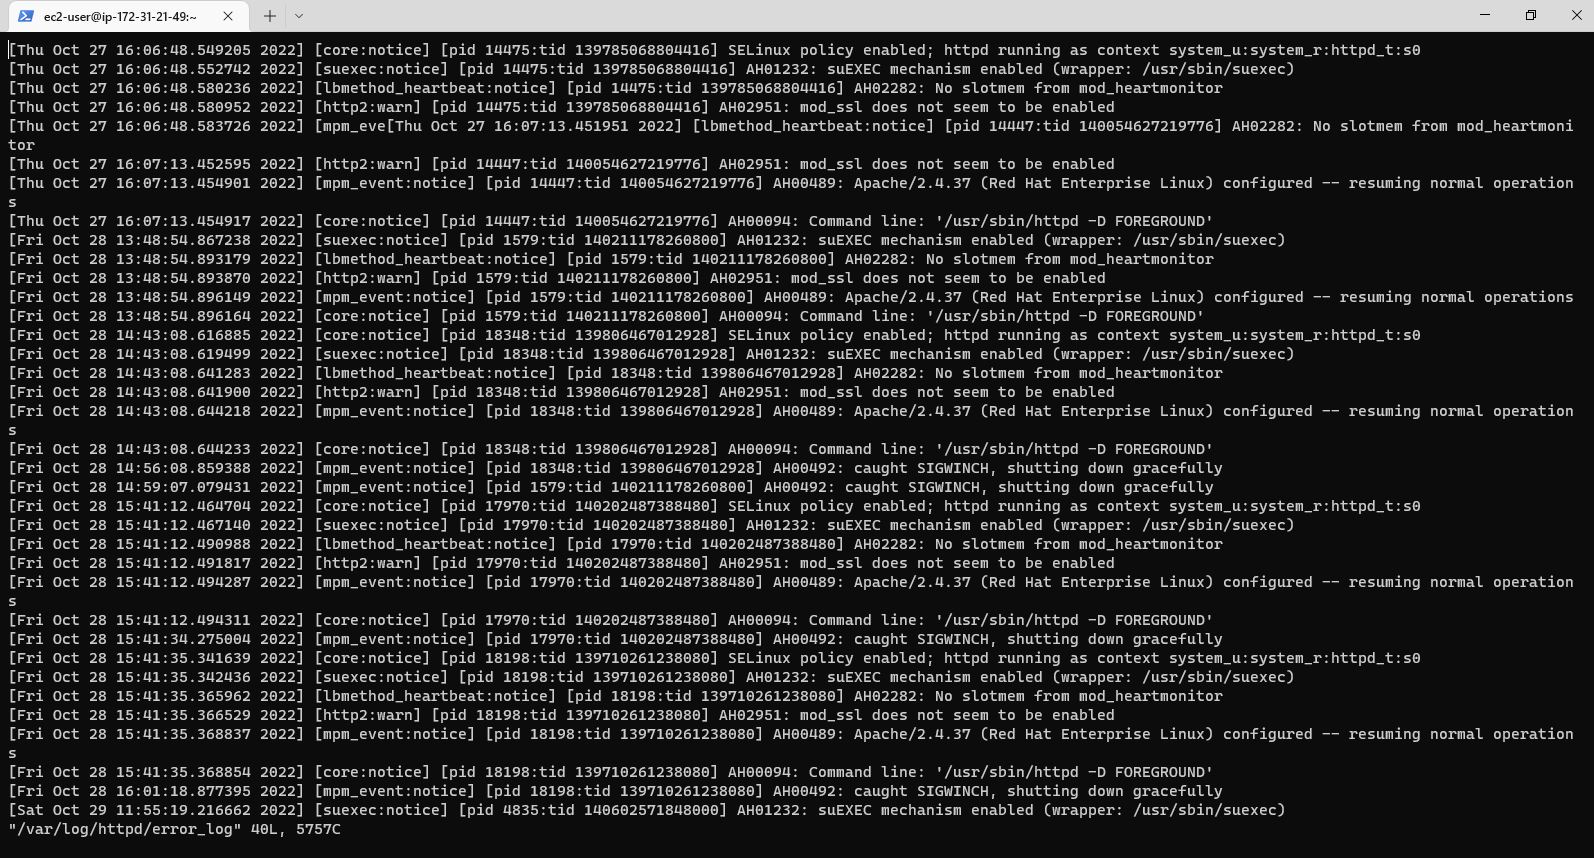 ec2-user@ip-172-31-21-49:~
[Thu Oct 27 16:06:48.549205 2022] [core:notice] [pid 14475:tid 139785068804416] SELinux policy enabled; httpd running as context system_u:system_r:httpd_t:s0
[Thu Oct 27 16:06:48.552742 2022] [suexec:notice] [pid 14475:tid 139785068804416] AH01232: suEXEC mechanism enabled (wrapper: /usr/sbin/suexec)
[Thu Oct 27 16:06:48.580236 2022] [lbmethod_heartbeat:notice] [pid 14475:tid 139785068804416] AH02282: No slotmem from mod_heartmonitor
[Thu Oct 27 16:06:48.580952 2022] [http2:warn] [pid 14475:tid 139785068804416] AH02951: mod_ssl does not seem to be enabled
[Thu Oct 27 16:06:48.583726 2022] [mpm_eve[Thu Oct 27 16:07:13.451951 2022] [lbmethod_heartbeat:notice] [pid 14447:tid 140054627219776] AH02282: No slotmem from mod_heartmoni
tor
[Thu Oct 27 16:07:13.452595 2022] [http2:warn] [pid 14447:tid 140054627219776] AH02951: mod_ssl does not seem to be enabled
[Thu Oct 27 16:07:13.454901 2022] [mpm_event:notice] [pid 14447:tid 140054627219776] AH00489: Apache/2.4.37 (Red Hat Enterprise Linux) configured -- resuming normal operation
s
[Thu Oct 27 16:07:13.454917 2022] [core:notice] [pid 14447:tid 140054627219776] AH00094: Command line: '/usr/sbin/httpd -D FOREGROUND'
[Fri Oct 28 13:48:54.867238 2022] [suexec:notice] [pid 1579:tid 140211178260800] AH01232: suEXEC mechanism enabled (wrapper: /usr/sbin/suexec)
[Fri Oct 28 13:48:54.893179 2022] [lbmethod_heartbeat:notice] [pid 1579:tid 140211178260800] AH02282: No slotmem from mod_heartmonitor
[Fri Oct 28 13:48:54.893870 2022] [http2:warn] [pid 1579:tid 140211178260800] AH02951: mod_ssl does not seem to be enabled
[Fri Oct 28 13:48:54.896149 2022] [mpm_event:notice] [pid 1579:tid 140211178260800] AH00489: Apache/2.4.37 (Red Hat Enterprise Linux) configured -- resuming normal operations
[Fri Oct 28 13:48:54.896164 2022] [core:notice] [pid 1579:tid 140211178260800] AH00094: Command line: '/usr/sbin/httpd -D FOREGROUND'
[Fri Oct 28 14:43:08.616885 2022] [core:notice] [pid 18348:tid 139806467012928] SELinux policy enabled; httpd running as context system_u:system_r:httpd_t:s0
[Fri Oct 28 14:43:08.619499 2022] [suexec:notice] [pid 18348:tid 139806467012928] AH01232: suEXEC mechanism enabled (wrapper: /usr/sbin/suexec)
[Fri Oct 28 14:43:08.641283 2022] [lbmethod_heartbeat:notice] [pid 18348:tid 139806467012928] AH02282: No slotmem from mod_heartmonitor
[Fri Oct 28 14:43:08.641900 2022] [http2:warn] [pid 18348:tid 139806467012928] AH02951: mod_ssl does not seem to be enabled
[Fri Oct 28 14:43:08.644218 2022] [mpm_event:notice] [pid 18348:tid 139806467012928] AH00489: Apache/2.4.37 (Red Hat Enterprise Linux) configured -- resuming normal operation
s
[Fri Oct 28 14:43:08.644233 2022] [core:notice] [pid 18348:tid 139806467012928] AH00094: Command line: '/usr/sbin/httpd -D FOREGROUND'
[Fri Oct 28 14:56:08.859388 2022] [mpm_event:notice] [pid 18348:tid 139806467012928] AH00492: caught SIGWINCH, shutting down gracefully
[Fri Oct 28 14:59:07.079431 2022] [mpm_event:notice] [pid 1579:tid 140211178260800] AH00492: caught SIGWINCH, shutting down gracefully
[Fri Oct 28 15:41:12.464704 2022] [core:notice] [pid 17970:tid 140202487388480] SELinux policy enabled; httpd running as context system_u:system_r:httpd_t:s0
[Fri Oct 28 15:41:12.467140 2022] [suexec:notice] [pid 17970:tid 140202487388480] AH01232: suEXEC mechanism enabled (wrapper: /usr/sbin/suexec)
[Fri Oct 28 15:41:12.490988 2022] [lbmethod_heartbeat:notice] [pid 17970:tid 140202487388480] AH02282: No slotmem from mod_heartmonitor
[Fri Oct 28 15:41:12.491817 2022] [http2:warn] [pid 17970:tid 140202487388480] AH02951: mod_ssl does not seem to be enabled
[Fri Oct 28 15:41:12.494287 2022] [mpm_event:notice] [pid 17970:tid 140202487388480] AH00489: Apache/2.4.37 (Red Hat Enterprise Linux) configured -- resuming normal operation
s
[Fri Oct 28 15:41:12.494311 2022] [core:notice] [pid 17970:tid 140202487388480] AH00094: Command line: '/usr/sbin/httpd -D FOREGROUND'
[Fri Oct 28 15:41:34.275004 2022] [mpm_event:notice] [pid 17970:tid 140202487388480] AH00492: caught SIGWINCH, shutting down gracefully
[Fri Oct 28 15:41:35.341639 2022] [core:notice] [pid 18198:tid 139710261238080] SELinux policy enabled; httpd running as context system_u:system_r:httpd_t:s0
[Fri Oct 28 15:41:35.342436 2022] [suexec:notice] [pid 18198:tid 139710261238080] AH01232: suEXEC mechanism enabled (wrapper: /usr/sbin/suexec)
[Fri Oct 28 15:41:35.365962 2022] [lbmethod_heartbeat:notice] [pid 18198:tid 139710261238080] AH02282: No slotmem from mod_heartmonitor
[Fri Oct 28 15:41:35.366529 2022] [http2:warn] [pid 18198:tid 139710261238080] AH02951: mod_ssl does not seem to be enabled
[Fri Oct 28 15:41:35.368837 2022] [mpm_event:notice] [pid 18198:tid 139710261238080] AH00489: Apache/2.4.37 (Red Hat Enterprise Linux) configured -- resuming normal operation
s
[Fri Oct 28 15:41:35.368854 2022] [core:notice] [pid 18198:tid 139710261238080] AH00094: Command line: '/usr/sbin/httpd -D FOREGROUND'
[Fri Oct 28 16:01:18.877395 2022] [mpm_event:notice] [pid 18198:tid 139710261238080] AH00492: caught SIGWINCH, shutting down gracefully
[Sat Oct 29 11:55:19.216662 2022] [suexec:notice] [pid 4835:tid 140602571848000] AH01232: suEXEC mechanism enabled (wrapper: /usr/sbin/suexec)
"/var/log/httpd/error_log" 40L, 5757C